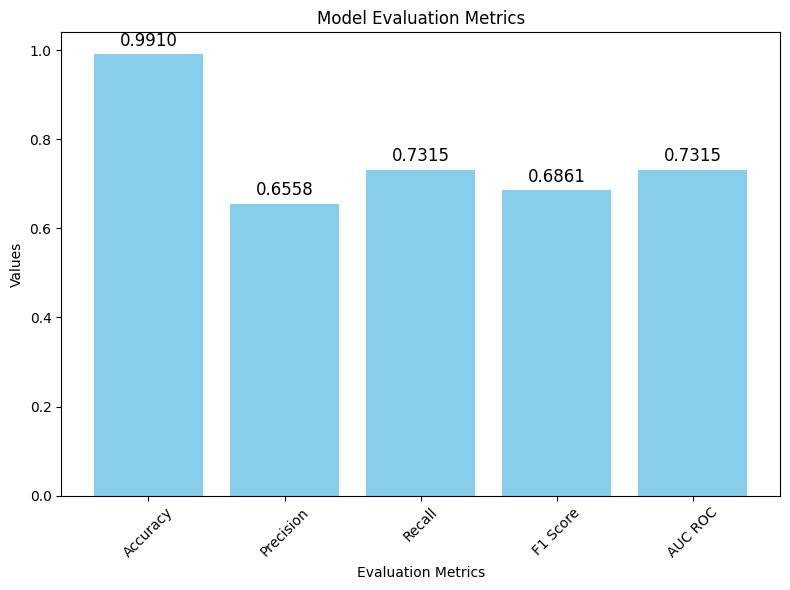 Model Evaluation Metrics
0.9910
0.6558
0.7315
0.6861
0.7315
1.0
0.8
0.6
0.4
0.2
0.0
Values
Accuracy
Precision
Recall
F1 Score
AUC ROC
Evaluation Metrics